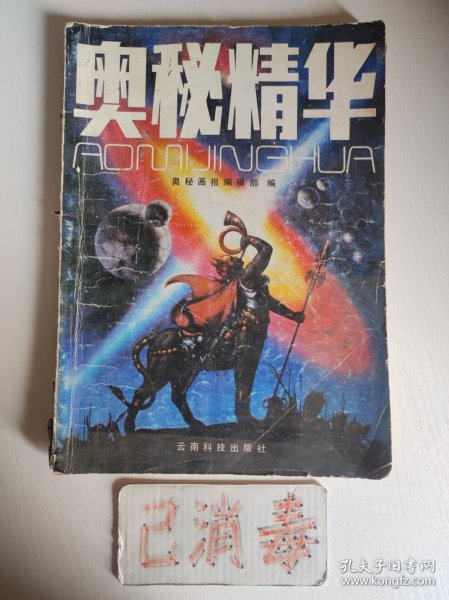 奥秘精华
AOMIJINGHUA
奥秘画报编辑部 编
云南科技出版社
已消毒
孔夫子旧书网
www.kongfz.com